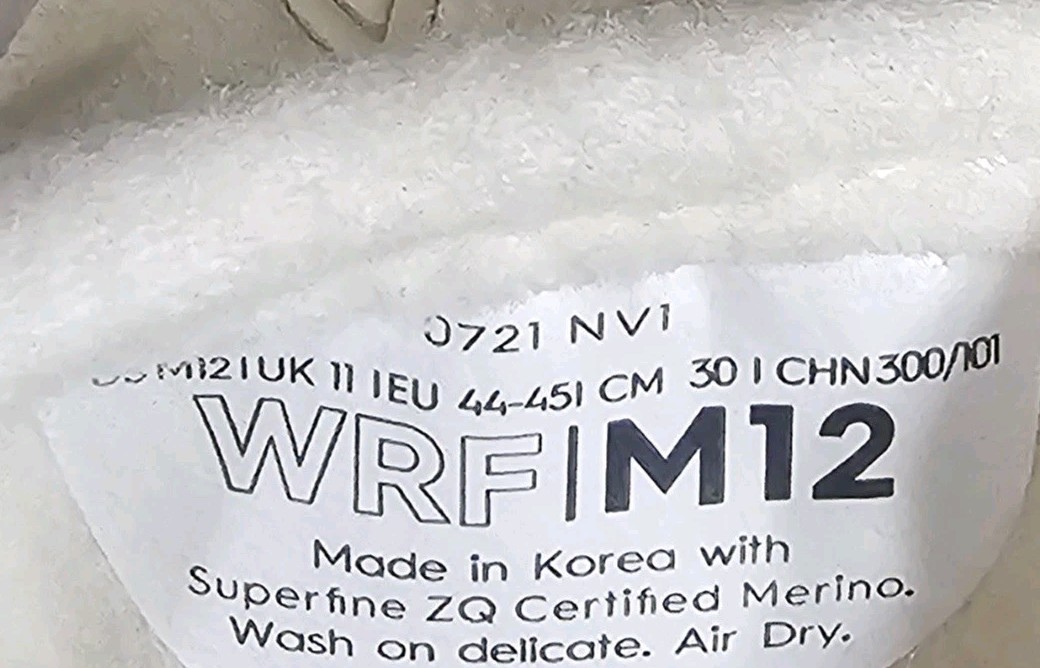 0721 NV1
M12 | UK 11 | EU 44-45 | CM 30 | CHN 300/101
WRF | M12
Made in Korea with
Superfine ZQ Certified Merino.
Wash on delicate. Air Dry.